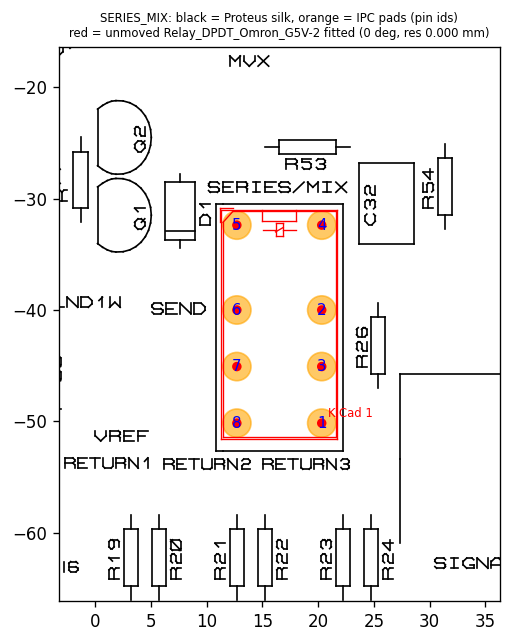 SERIES_MIX: black = Proteus silk, orange = IPC pads (pin ids)
red = unmoved Relay_DPDT_Omron_G5V-2 fitted (0 deg, res 0.000 mm)
MVX
−20
Q2
R53
SERIES/MIX
R54
C32
−30
Q1
D1
5
4
ND1W
SEND
6
2
−40
R26
7
3
KiCad 1
8
1
−50
VREF
RETURN1 RETURN2 RETURN3
R19
R20
R21
R22
R23
R24
SIGNA
I6
−60
0 5 10 15 20 25 30 35